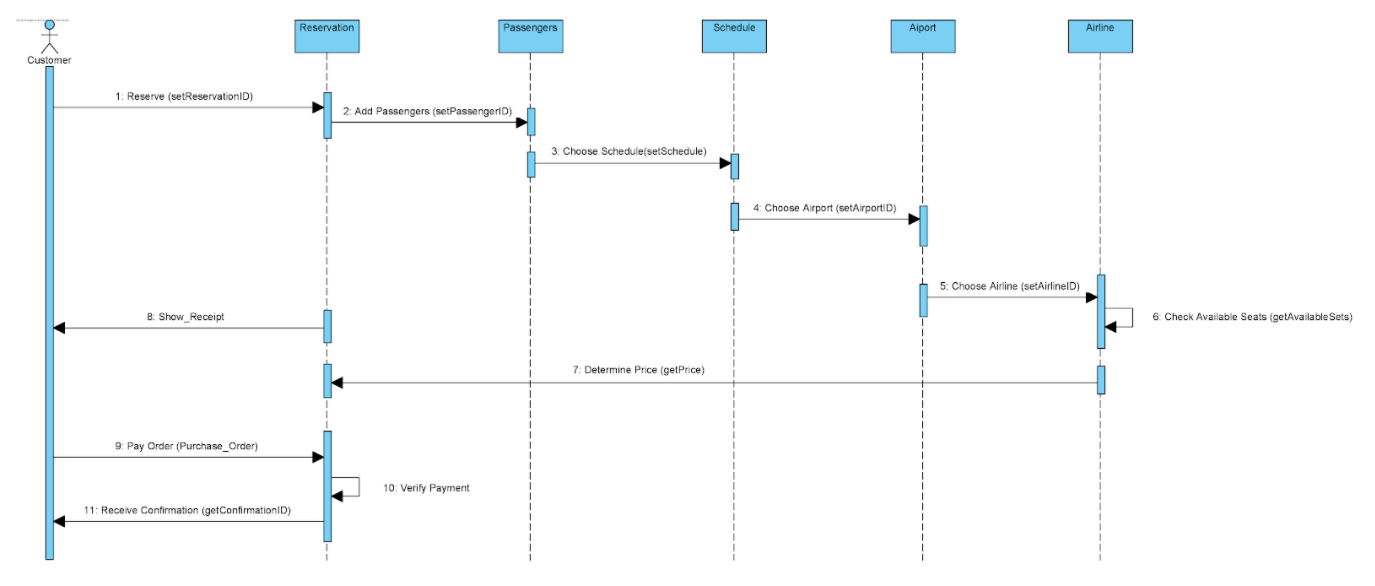 Customer
Reservation
Passengers
Schedule
Aiport
Airline
1: Reserve (setReservationID)
2: Add Passengers (setPassengerID)
3: Choose Schedule(setSchedule)
4: Choose Airport (setAirportID)
5: Choose Airline (setAirlineID)
6: Check Available Seats (getAvailableSets)
8: Show_Receipt
7: Determine Price (getPrice)
9: Pay Order (Purchase_Order)
10: Verify Payment
11: Receive Confirmation (getConfirmationID)